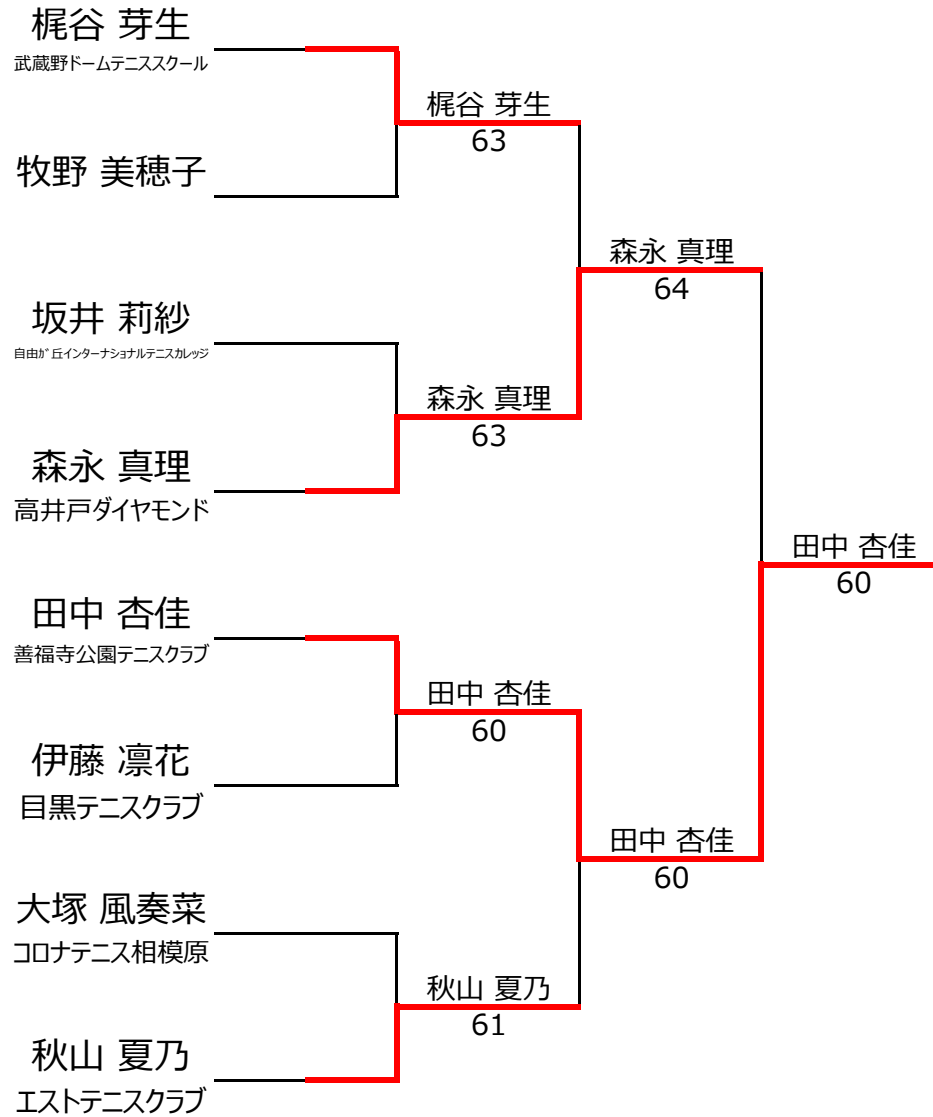 梶谷 芽生
武蔵野ドームテニススクール
牧野 美穂子
坂井 莉紗
自由が丘インターナショナルテニスカレッジ
森永 真理
高井戸ダイヤモンド
田中 杏佳
善福寺公園テニスクラブ
伊藤 凛花
目黒テニスクラブ
大塚 風奏菜
コロナテニス相模原
秋山 夏乃
エストテニスクラブ
梶谷 芽生
63
森永 真理
63
田中 杏佳
60
秋山 夏乃
61
森永 真理
64
田中 杏佳
60
田中 杏佳
60